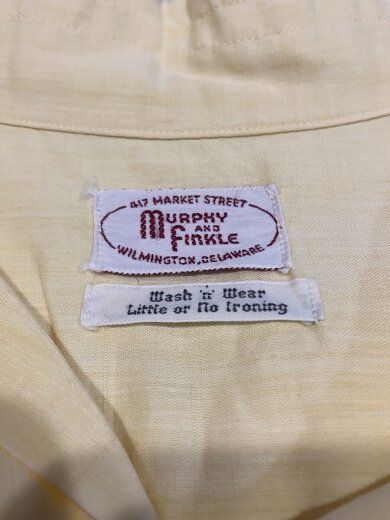 417 MARKET STREET
MURPHY
AND
FINKLE
WILMINGTON, DELAWARE
Wash 'n' Wear
Little or No Ironing